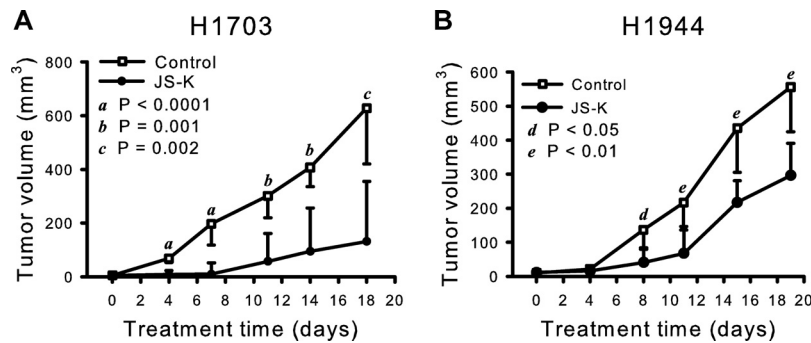 A
H1703
Tumor volume (mm³)
800
600
400
200
0
Control
JS-K
a P < 0.0001
b P = 0.001
c P = 0.002
a
a
b
b
c
0 2 4 6 8 10 12 14 16 18 20
Treatment time (days)
B
H1944
Tumor volume (mm³)
600
500
400
300
200
100
0
Control
JS-K
d P < 0.05
e P < 0.01
d
e
e
e
0 2 4 6 8 10 12 14 16 18 20
Treatment time (days)